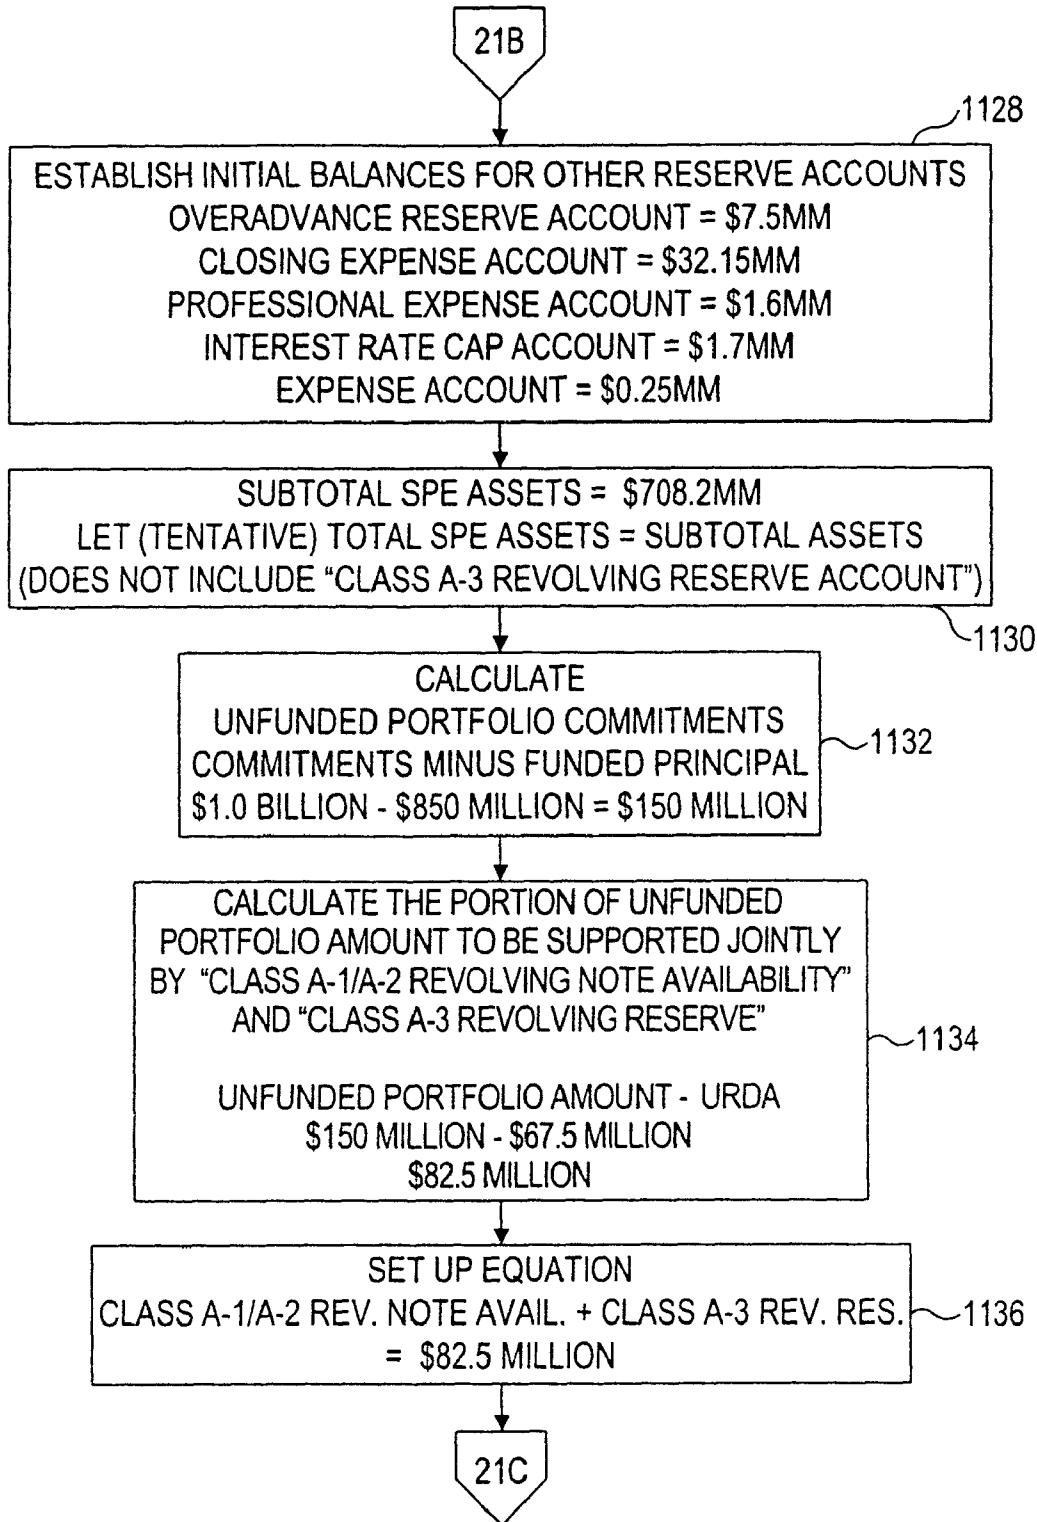 21B
1128
ESTABLISH INITIAL BALANCES FOR OTHER RESERVE ACCOUNTS
OVERADVANCE RESERVE ACCOUNT = $7.5MM
CLOSING EXPENSE ACCOUNT = $32.15MM
PROFESSIONAL EXPENSE ACCOUNT = $1.6MM
INTEREST RATE CAP ACCOUNT = $1.7MM
EXPENSE ACCOUNT = $0.25MM
SUBTOTAL SPE ASSETS = $708.2MM
LET (TENTATIVE) TOTAL SPE ASSETS = SUBTOTAL ASSETS
(DOES NOT INCLUDE “CLASS A-3 REVOLVING RESERVE ACCOUNT”)
1130
CALCULATE
UNFUNDED PORTFOLIO COMMITMENTS
COMMITMENTS MINUS FUNDED PRINCIPAL
$1.0 BILLION - $850 MILLION = $150 MILLION
1132
CALCULATE THE PORTION OF UNFUNDED
PORTFOLIO AMOUNT TO BE SUPPORTED JOINTLY
BY “CLASS A-1/A-2 REVOLVING NOTE AVAILABILITY”
AND “CLASS A-3 REVOLVING RESERVE”
UNFUNDED PORTFOLIO AMOUNT - URDA
$150 MILLION - $67.5 MILLION
$82.5 MILLION
1134
SET UP EQUATION
CLASS A-1/A-2 REV. NOTE AVAIL. + CLASS A-3 REV. RES.
= $82.5 MILLION
1136
21C